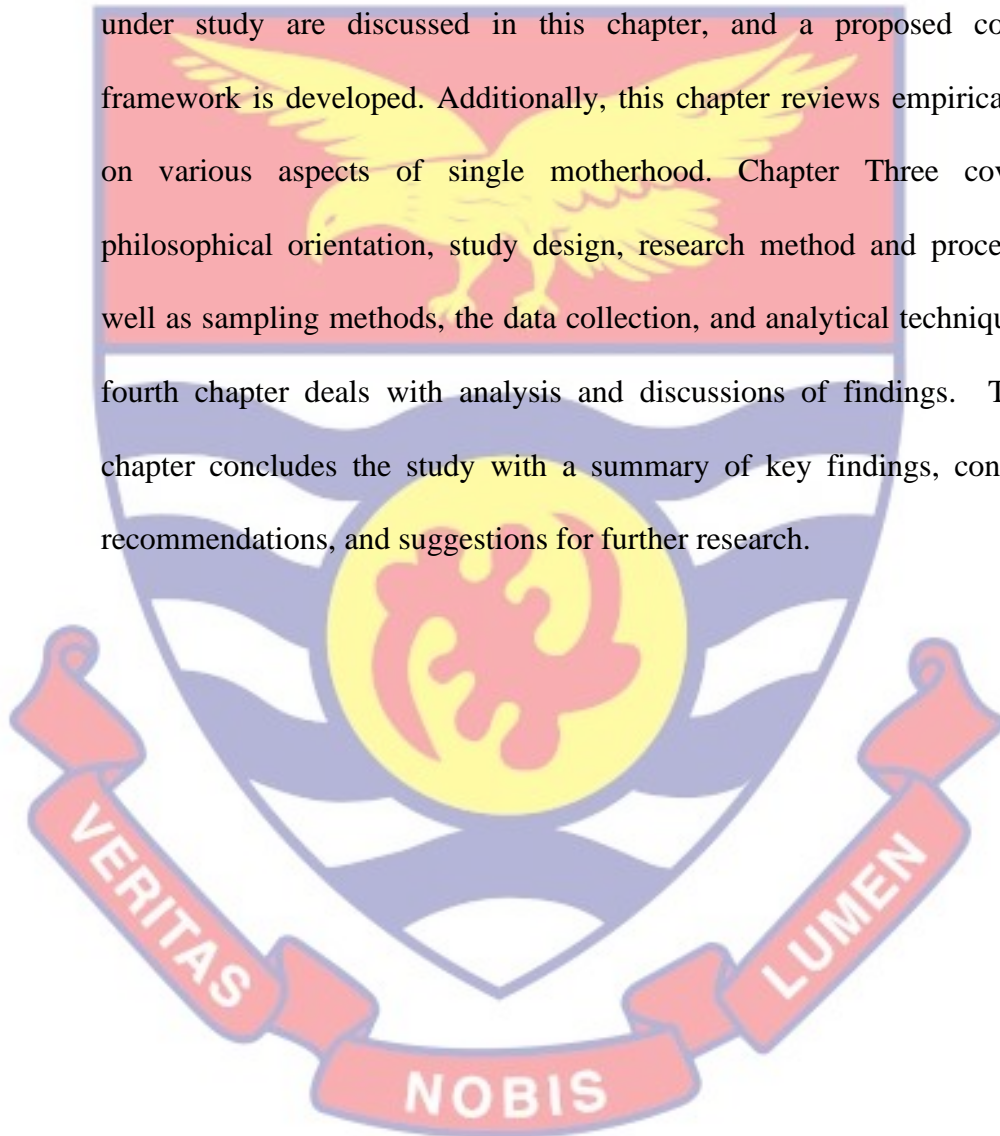 under study are discussed in this chapter, and a proposed co
framework is developed. Additionally, this chapter reviews empirica
on various aspects of single motherhood. Chapter Three cov
philosophical orientation, study design, research method and proce
well as sampling methods, the data collection, and analytical techniqu
fourth chapter deals with analysis and discussions of findings. T
chapter concludes the study with a summary of key findings, con
recommendations, and suggestions for further research.
VERITAS
NOBIS
LUMEN